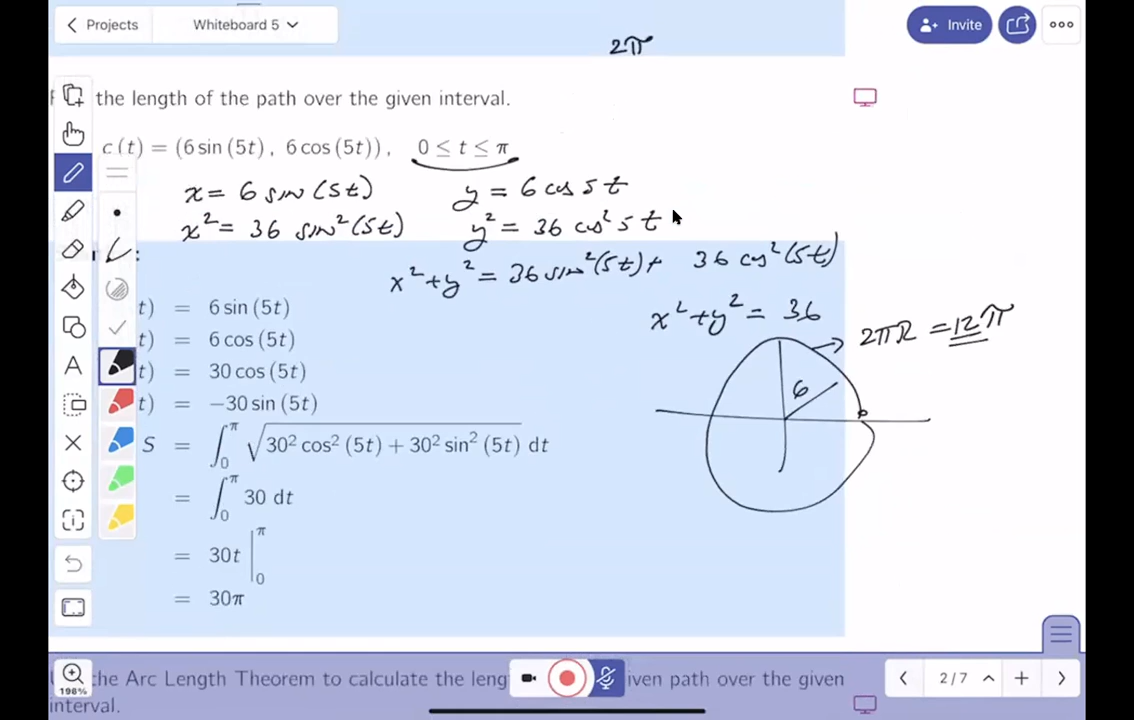 Projects
Whiteboard 5
Invite
2π
the length of the path over the given interval.
c (t) = (6 sin (5t) , 6 cos (5t)) , 0 ≤ t ≤ π
x = 6 sin (5t) y = 6 cos 5t
x² = 36 sin² (5t) y² = 36 cos² 5t
x² + y² = 36 sin² (5t) + 36 cos² (5t)
t) = 6 sin (5t)
x² + y² = 36
2πR = 12π
t) = 6 cos (5t)
t) = 30 cos (5t)
6
t) = −30 sin (5t)
S = ∫₀^π √(30² cos² (5t) + 30² sin² (5t)) dt
= ∫₀^π 30 dt
= 30t |₀^π
= 30π
the Arc Length Theorem to calculate the leng iven path over the given
interval.
198%
2/7
A